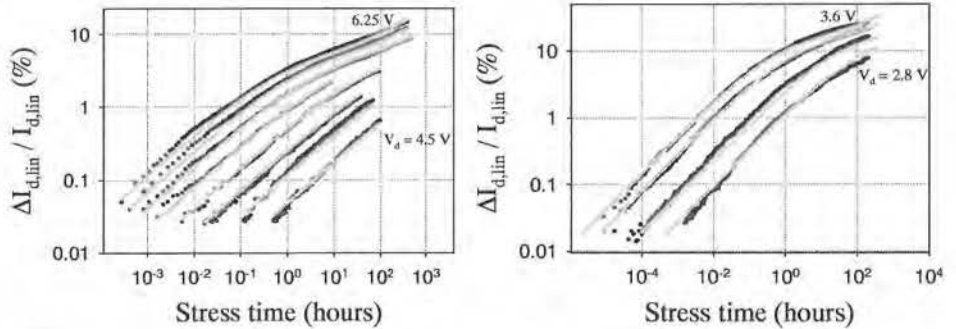 ΔI_d,lin / I_d,lin (%)
10
1
0.1
0.01
6.25 V
V_d = 4.5 V
10^-3
10^-2
10^-1
10^0
10^1
10^2
10^3
Stress time (hours)
ΔI_d,lin / I_d,lin (%)
10
1
0.1
0.01
3.6 V
V_d = 2.8 V
10^-4
10^-2
10^0
10^2
10^4
Stress time (hours)